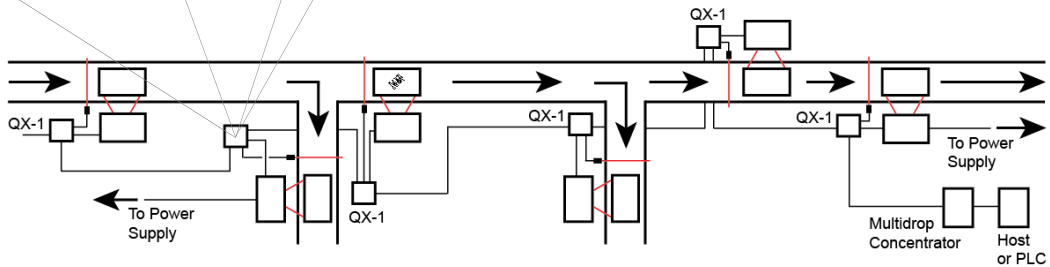 QX-1
QX-1
To Power
Supply
QX-1
QX-1
QX-1
QX-1
To Power
Supply
Multidrop
Concentrator
Host
or PLC